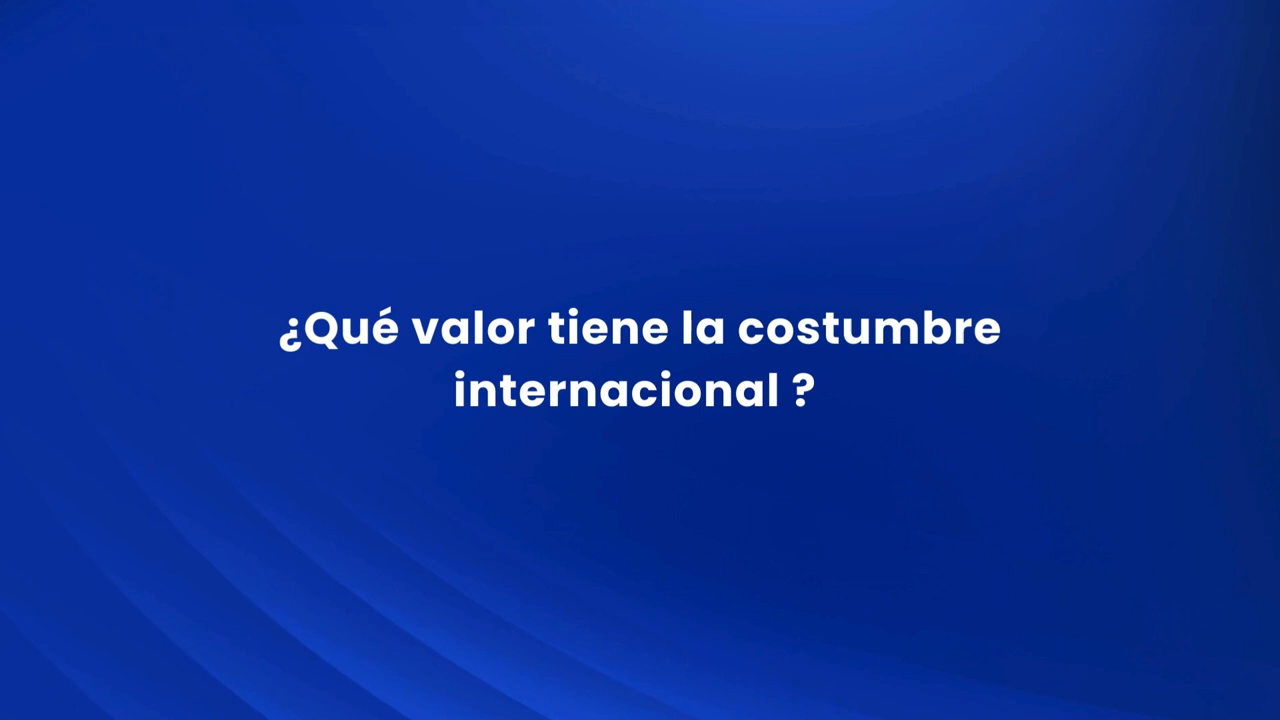 ¿Qué valor tiene la costumbre
internacional ?